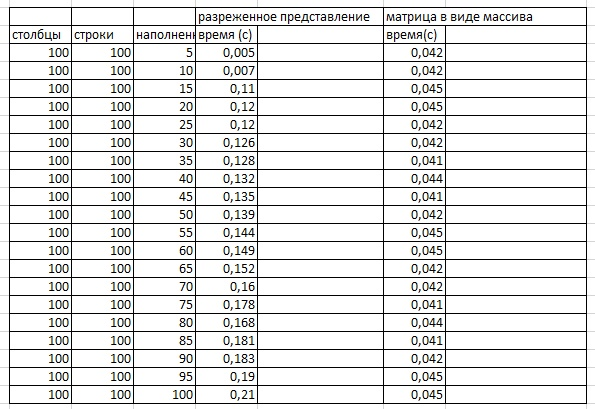 разреженное представление матрица в виде массива
столбцы строки наполнен время (с) время(с)
100 100 5 0,005 0,042
100 100 10 0,007 0,042
100 100 15 0,11 0,045
100 100 20 0,12 0,045
100 100 25 0,12 0,042
100 100 30 0,126 0,042
100 100 35 0,128 0,041
100 100 40 0,132 0,044
100 100 45 0,135 0,041
100 100 50 0,139 0,042
100 100 55 0,144 0,045
100 100 60 0,149 0,045
100 100 65 0,152 0,042
100 100 70 0,16 0,042
100 100 75 0,178 0,041
100 100 80 0,168 0,044
100 100 85 0,181 0,041
100 100 90 0,183 0,042
100 100 95 0,19 0,045
100 100 100 0,21 0,045